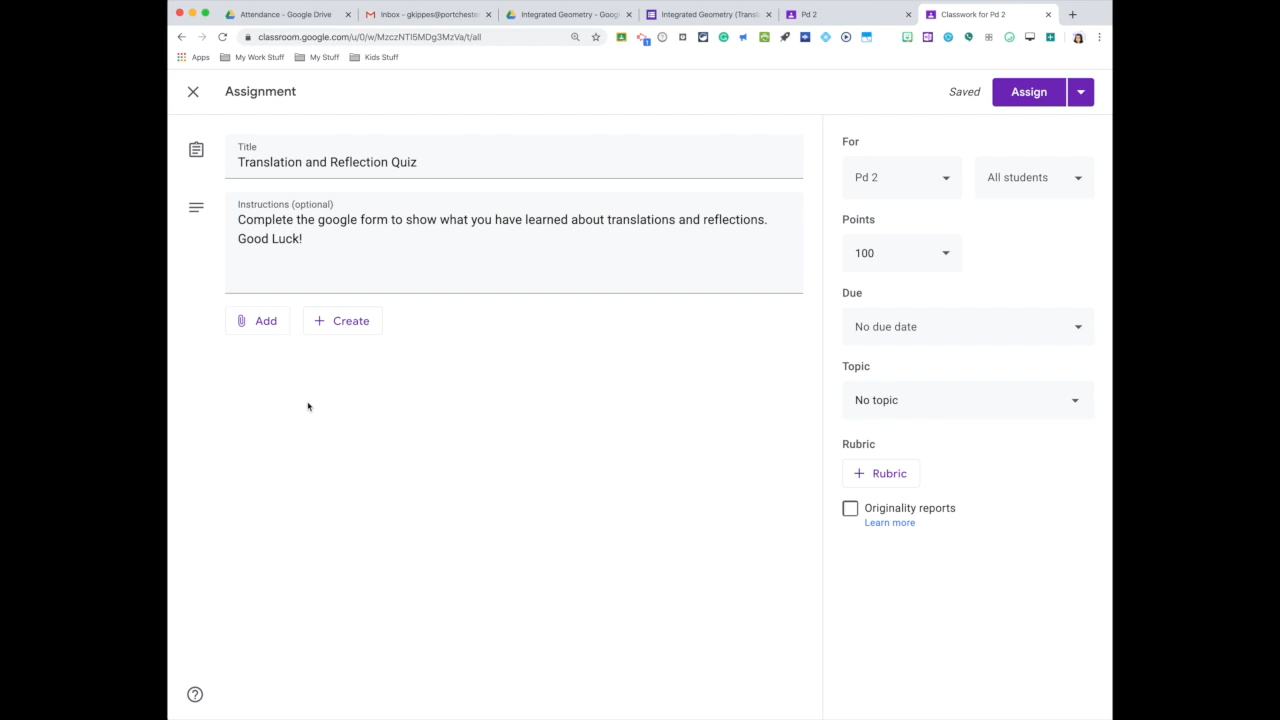 Attendance - Google Drive
Inbox - gkippes@portcheste
Integrated Geometry - Goog
Integrated Geometry (Transl
Pd 2
Classwork for Pd 2
classroom.google.com/u/0/w/MzczNTI5MDg3MzVa/t/all
1
Apps
My Work Stuff
My Stuff
Kids Stuff
Assignment
Saved
Assign
Title
Translation and Reflection Quiz
Instructions (optional)
Complete the google form to show what you have learned about translations and reflections.
Good Luck!
Add
Create
For
Pd 2
All students
Points
100
Due
No due date
Topic
No topic
Rubric
Rubric
Originality reports
Learn more